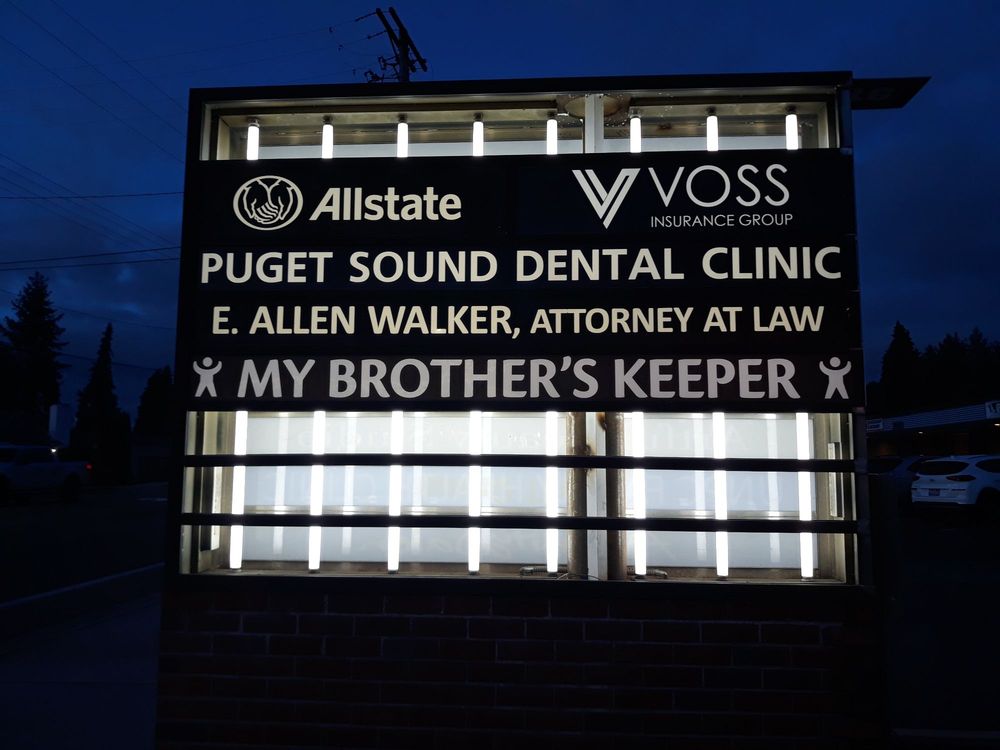 Allstate
VOSS
INSURANCE GROUP
PUGET SOUND DENTAL CLINIC
E. ALLEN WALKER, ATTORNEY AT LAW
MY BROTHER'S KEEPER